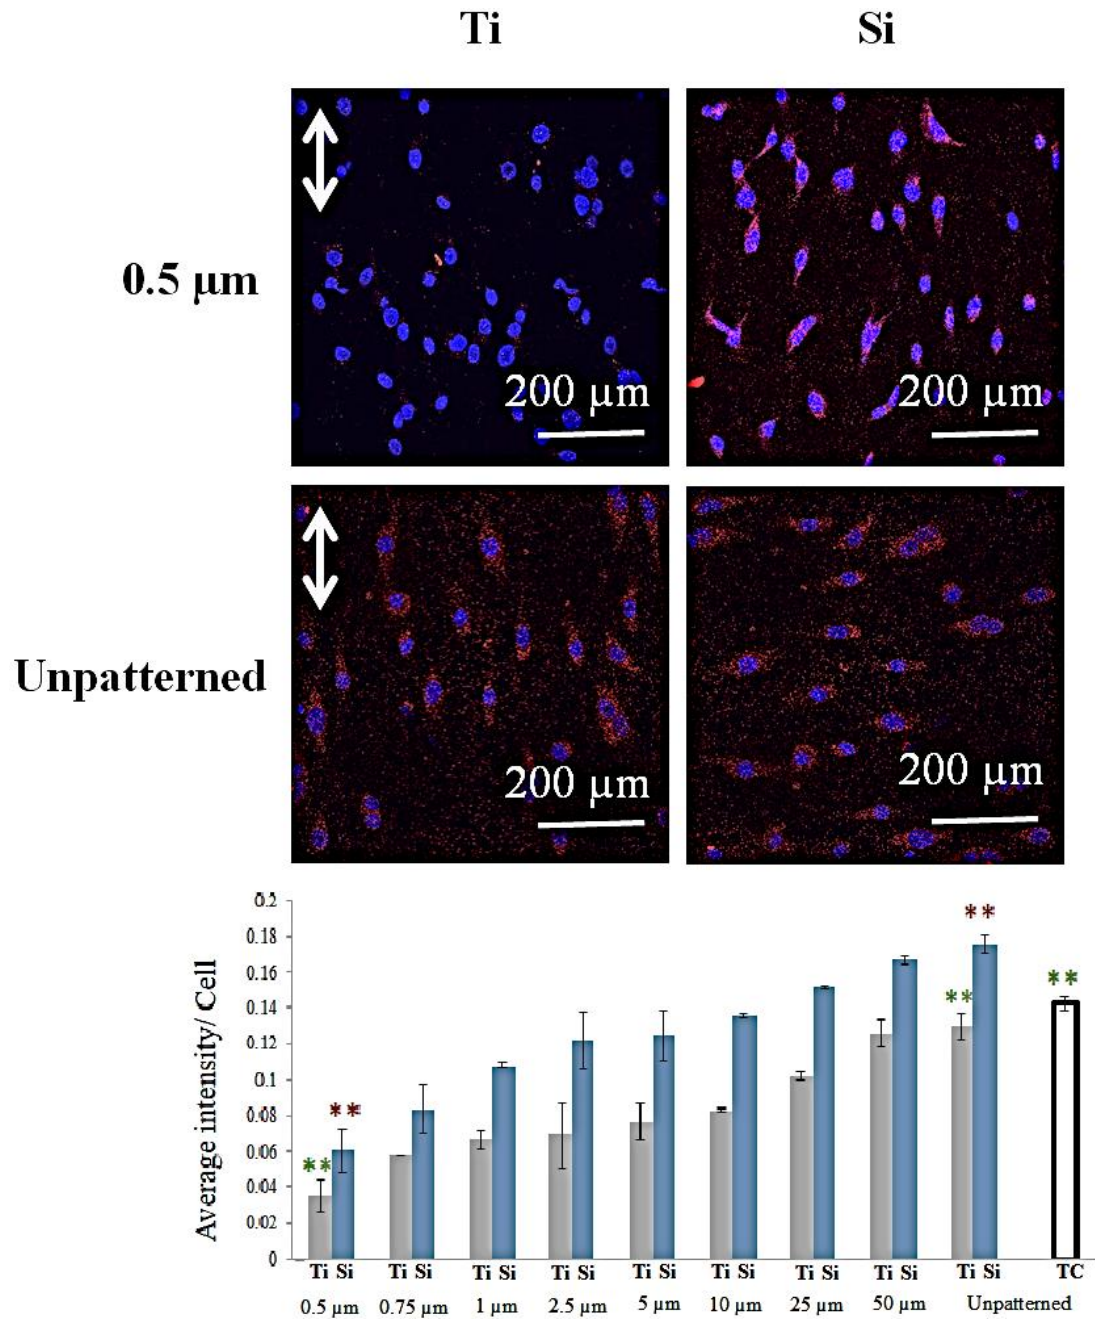 Ti Si
0.5 μm
200 μm 200 μm
Unpatterned
200 μm 200 μm
Average intensity/ Cell
0.2
0.18
0.16
0.14
0.12
0.1
0.08
0.06
0.04
0.02
0
** ** ** ** **
Ti Si Ti Si Ti Si Ti Si Ti Si Ti Si Ti Si Ti Si Ti Si TC
0.5 μm 0.75 μm 1 μm 2.5 μm 5 μm 10 μm 25 μm 50 μm Unpatterned